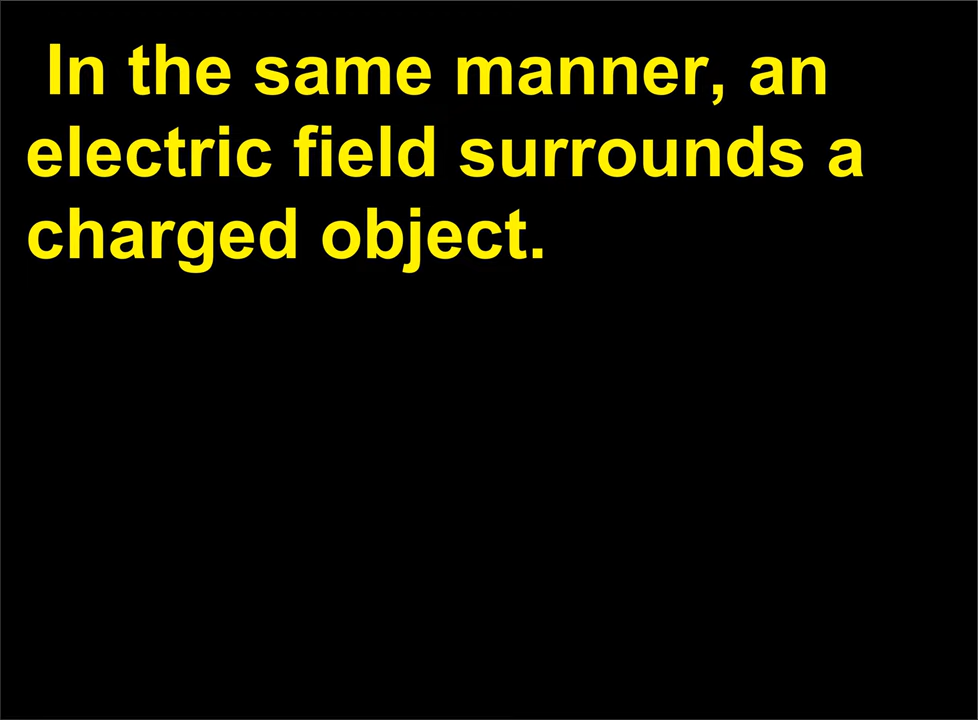 In the same manner, an
electric field surrounds a
charged object.